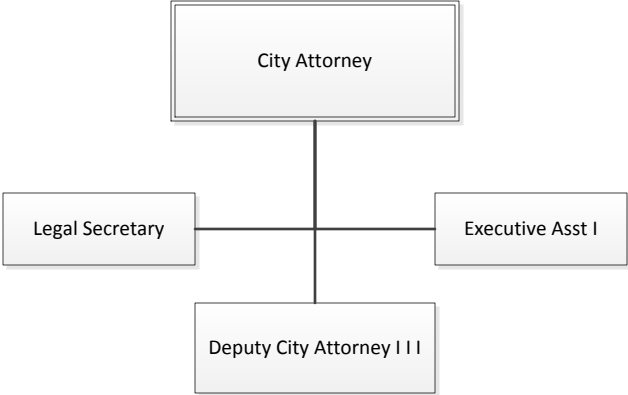 City Attorney
Legal Secretary
Executive Asst I
Deputy City Attorney I I I